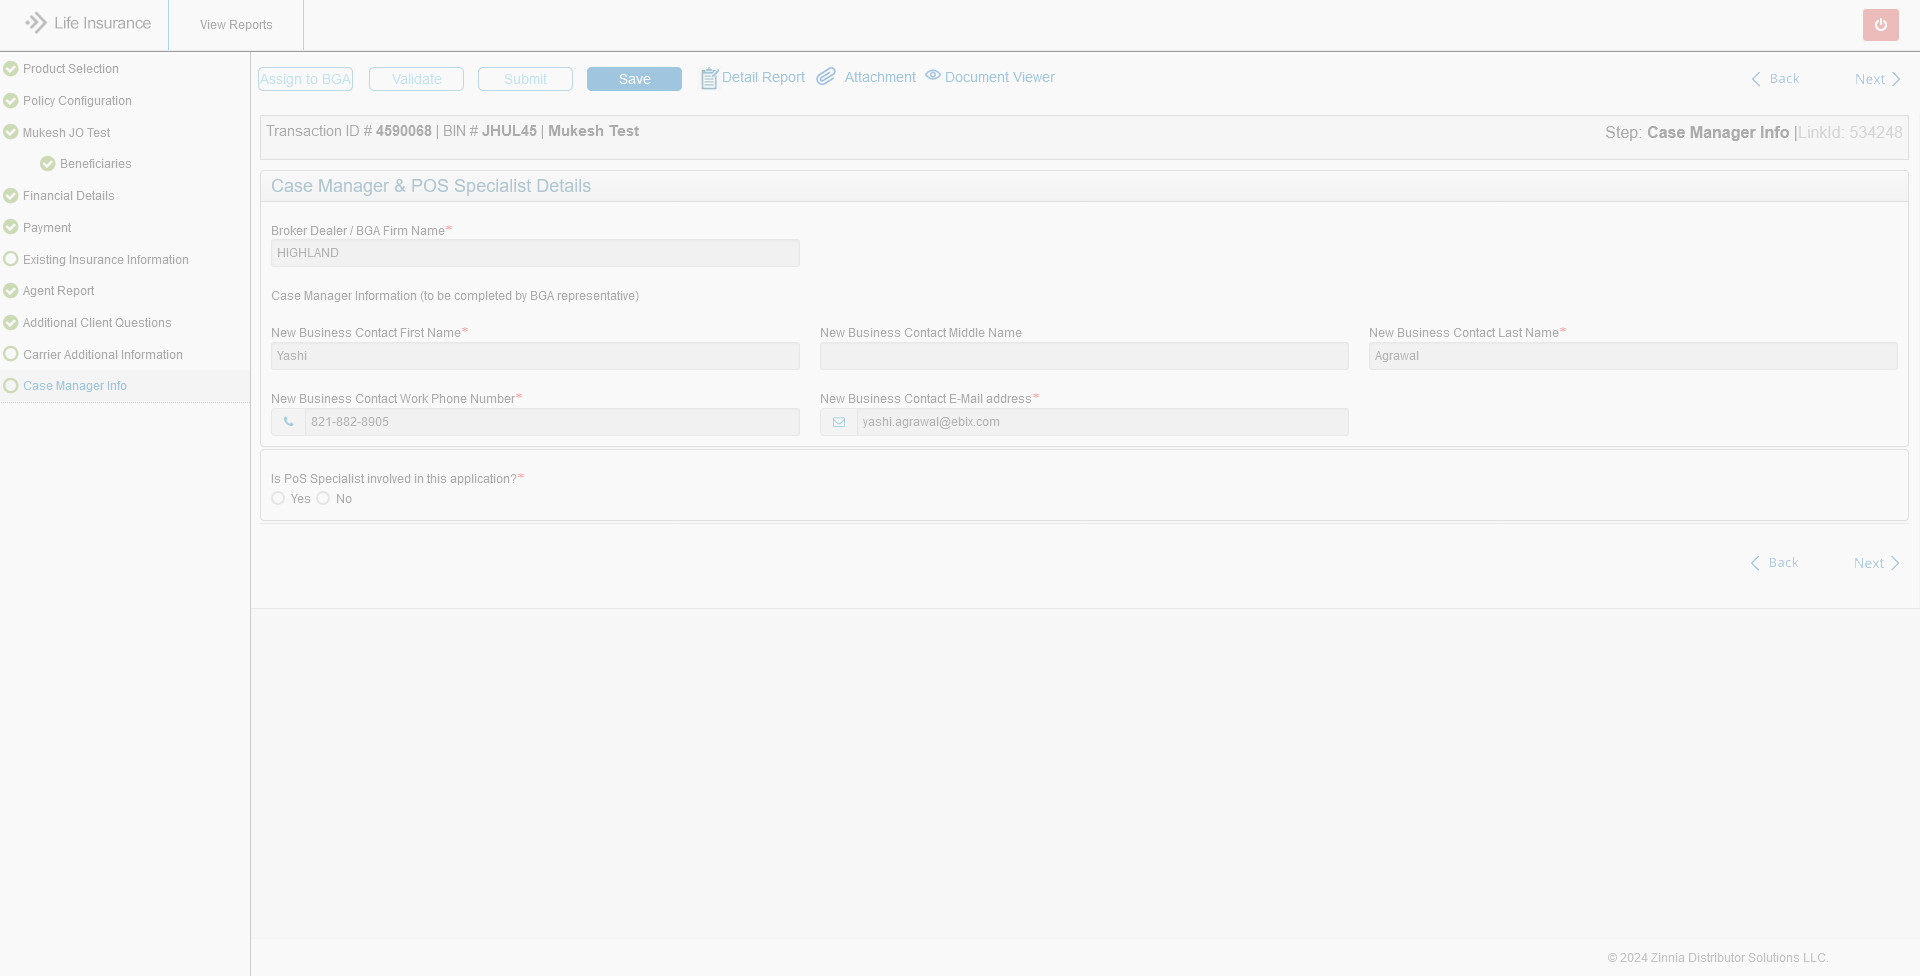 Life Insurance
View Reports
Product Selection
Policy Configuration
Mukesh JO Test
Beneficiaries
Financial Details
Payment
Existing Insurance Information
Agent Report
Additional Client Questions
Carrier Additional Information
Case Manager Info
Assign to BGA
Validate
Submit
Save
Detail Report
Attachment
Document Viewer
Back
Next
Transaction ID # 4590068 | BIN # JHUL45 | Mukesh Test
Step: Case Manager Info |LinkId: 534248
Case Manager & POS Specialist Details
Broker Dealer / BGA Firm Name*
HIGHLAND
Case Manager Information (to be completed by BGA representative)
New Business Contact First Name*
New Business Contact Middle Name
New Business Contact Last Name*
Yashi
Agrawal
New Business Contact Work Phone Number*
New Business Contact E-Mail address*
821-882-8905
yashi.agrawal@ebix.com
Is PoS Specialist involved in this application?*
Yes
No
Back
Next
© 2024 Zinnia Distributor Solutions LLC.